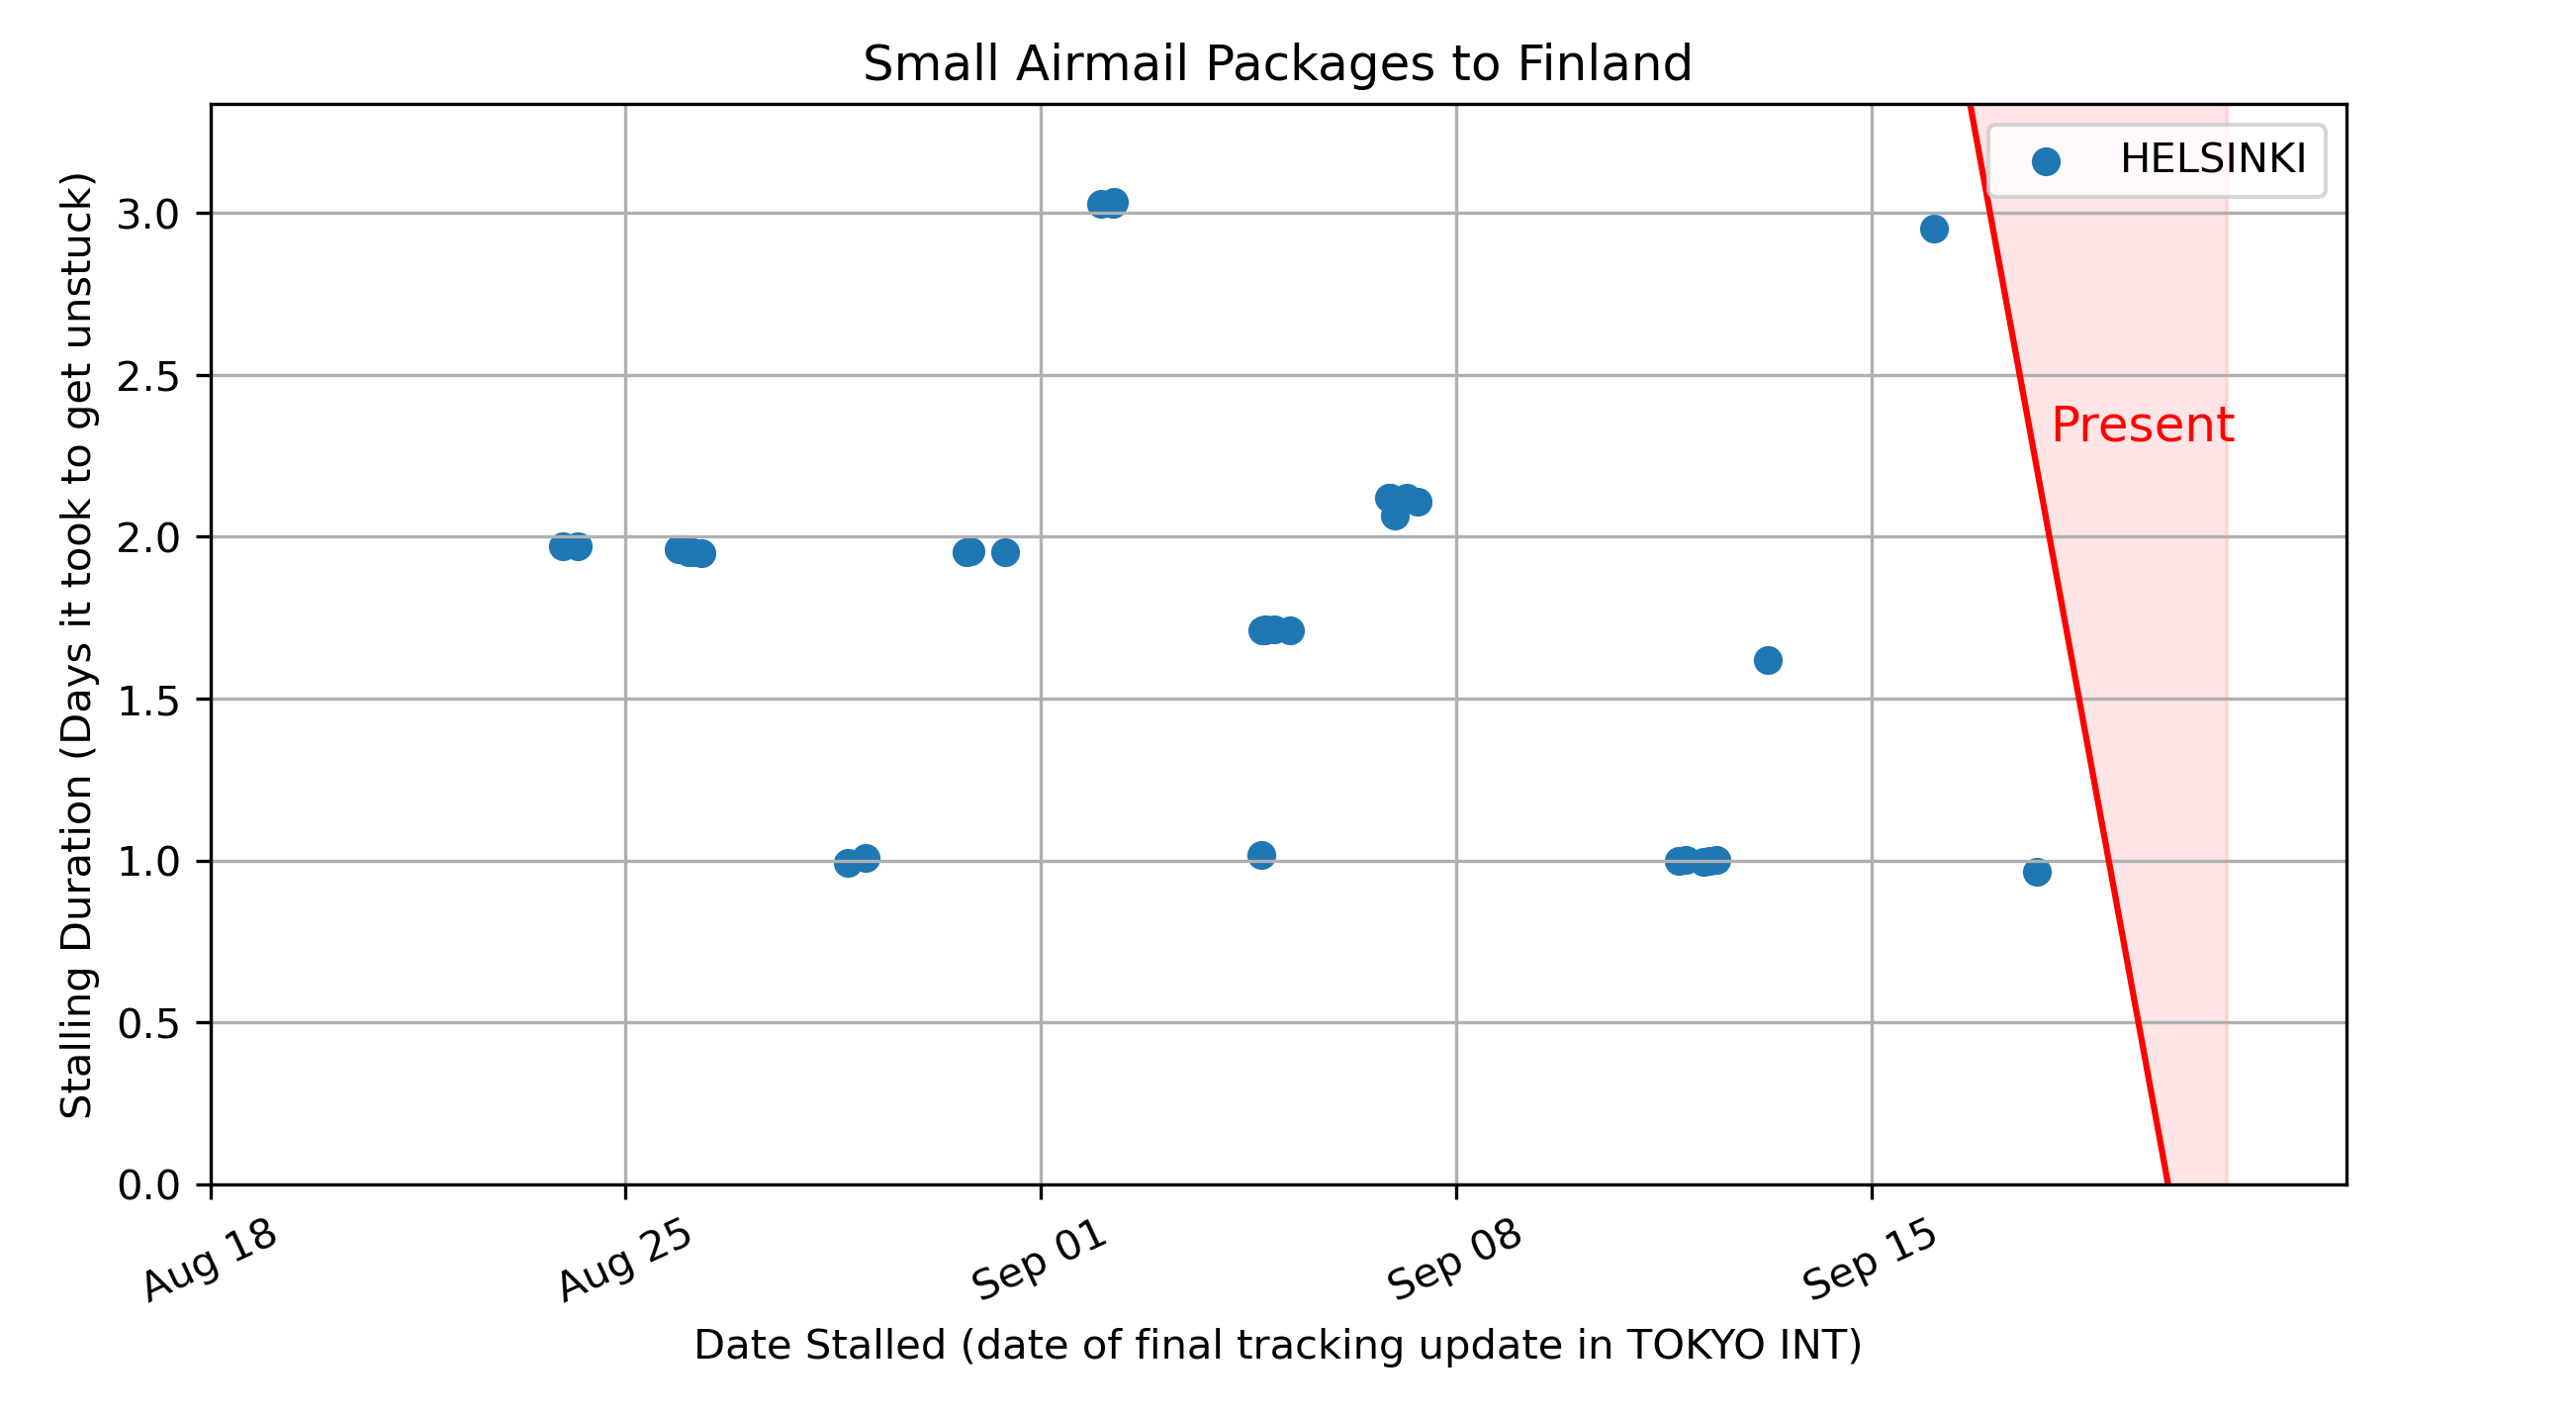 Small Airmail Packages to Finland
HELSINKI
Present
Stalling Duration (Days it took to get unstuck)
3.0
2.5
2.0
1.5
1.0
0.5
0.0
Aug 18
Aug 25
Sep 01
Sep 08
Sep 15
Date Stalled (date of final tracking update in TOKYO INT)